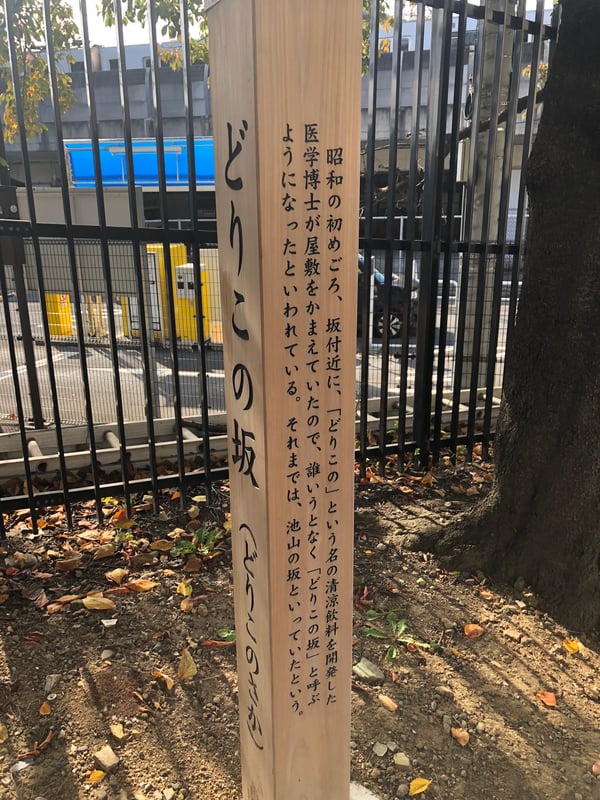 どりこの坂(どりこのさか)
昭和の初めごろ、坂付近に、「どりこの」という名の清涼飲料を開発した
医学博士が屋敷をかまえていたので、誰いうとなく「どりこの坂」と呼ぶ
ようになったといわれている。それまでは、池山の坂といっていたという。